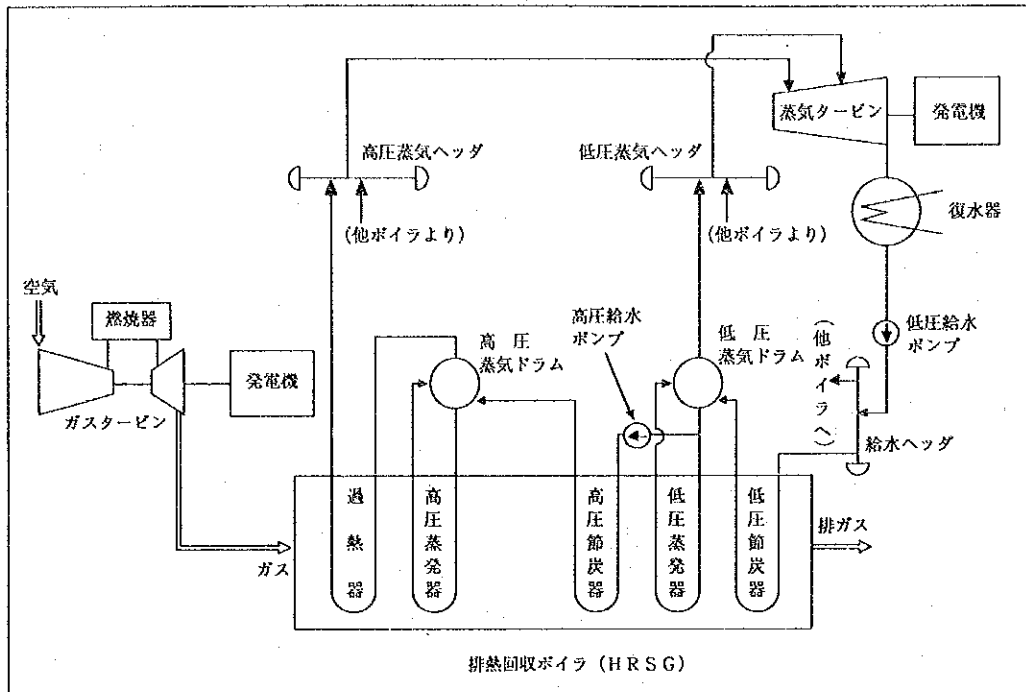 蒸気タービン
発電機
高圧蒸気ヘッダ
低圧蒸気ヘッダ
復水器
(他ボイラより)
(他ボイラより)
空気
燃焼器
高圧給水
ポンプ
低圧
蒸気ドラム
低圧給水
ポンプ
高圧
蒸気ドラム
(他ボイラへ)
発電機
ガスタービン
給水ヘッダ
過熱器
高圧蒸発器
高圧節炭器
低圧蒸発器
低圧節炭器
排ガス
ガス
排熱回収ボイラ(HRSG)